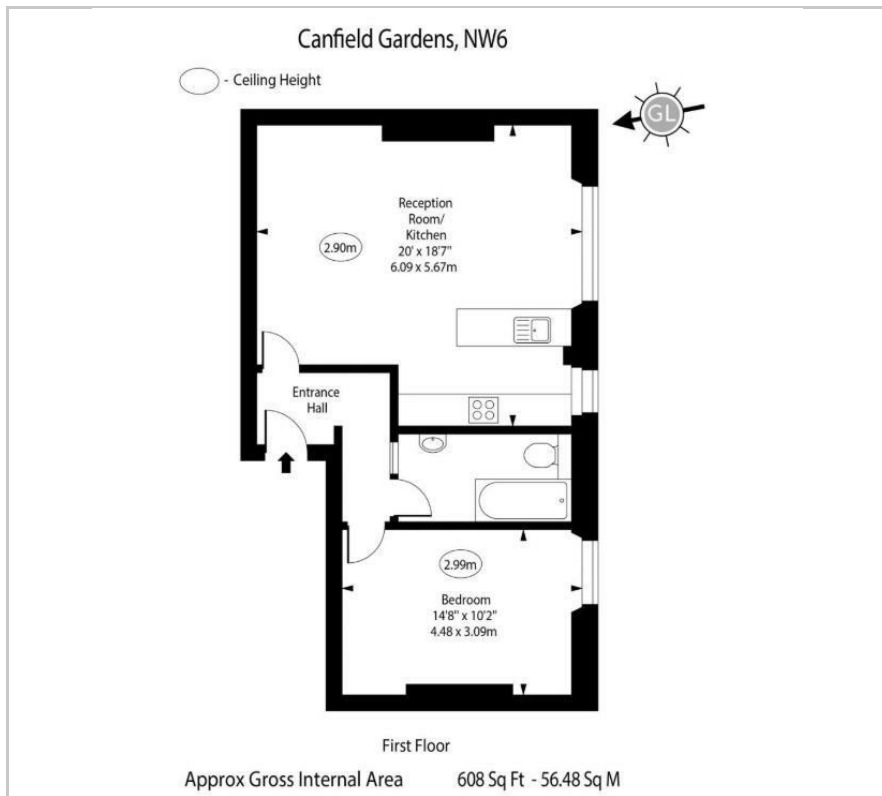 Canfield Gardens, NW6
- Ceiling Height
GL
Reception
Room/
Kitchen
20' x 18'7"
6.09 x 5.67m
2.90m
Entrance
Hall
2.99m
Bedroom
14'8" x 10'2"
4.48 x 3.09m
First Floor
Approx Gross Internal Area 608 Sq Ft - 56.48 Sq M